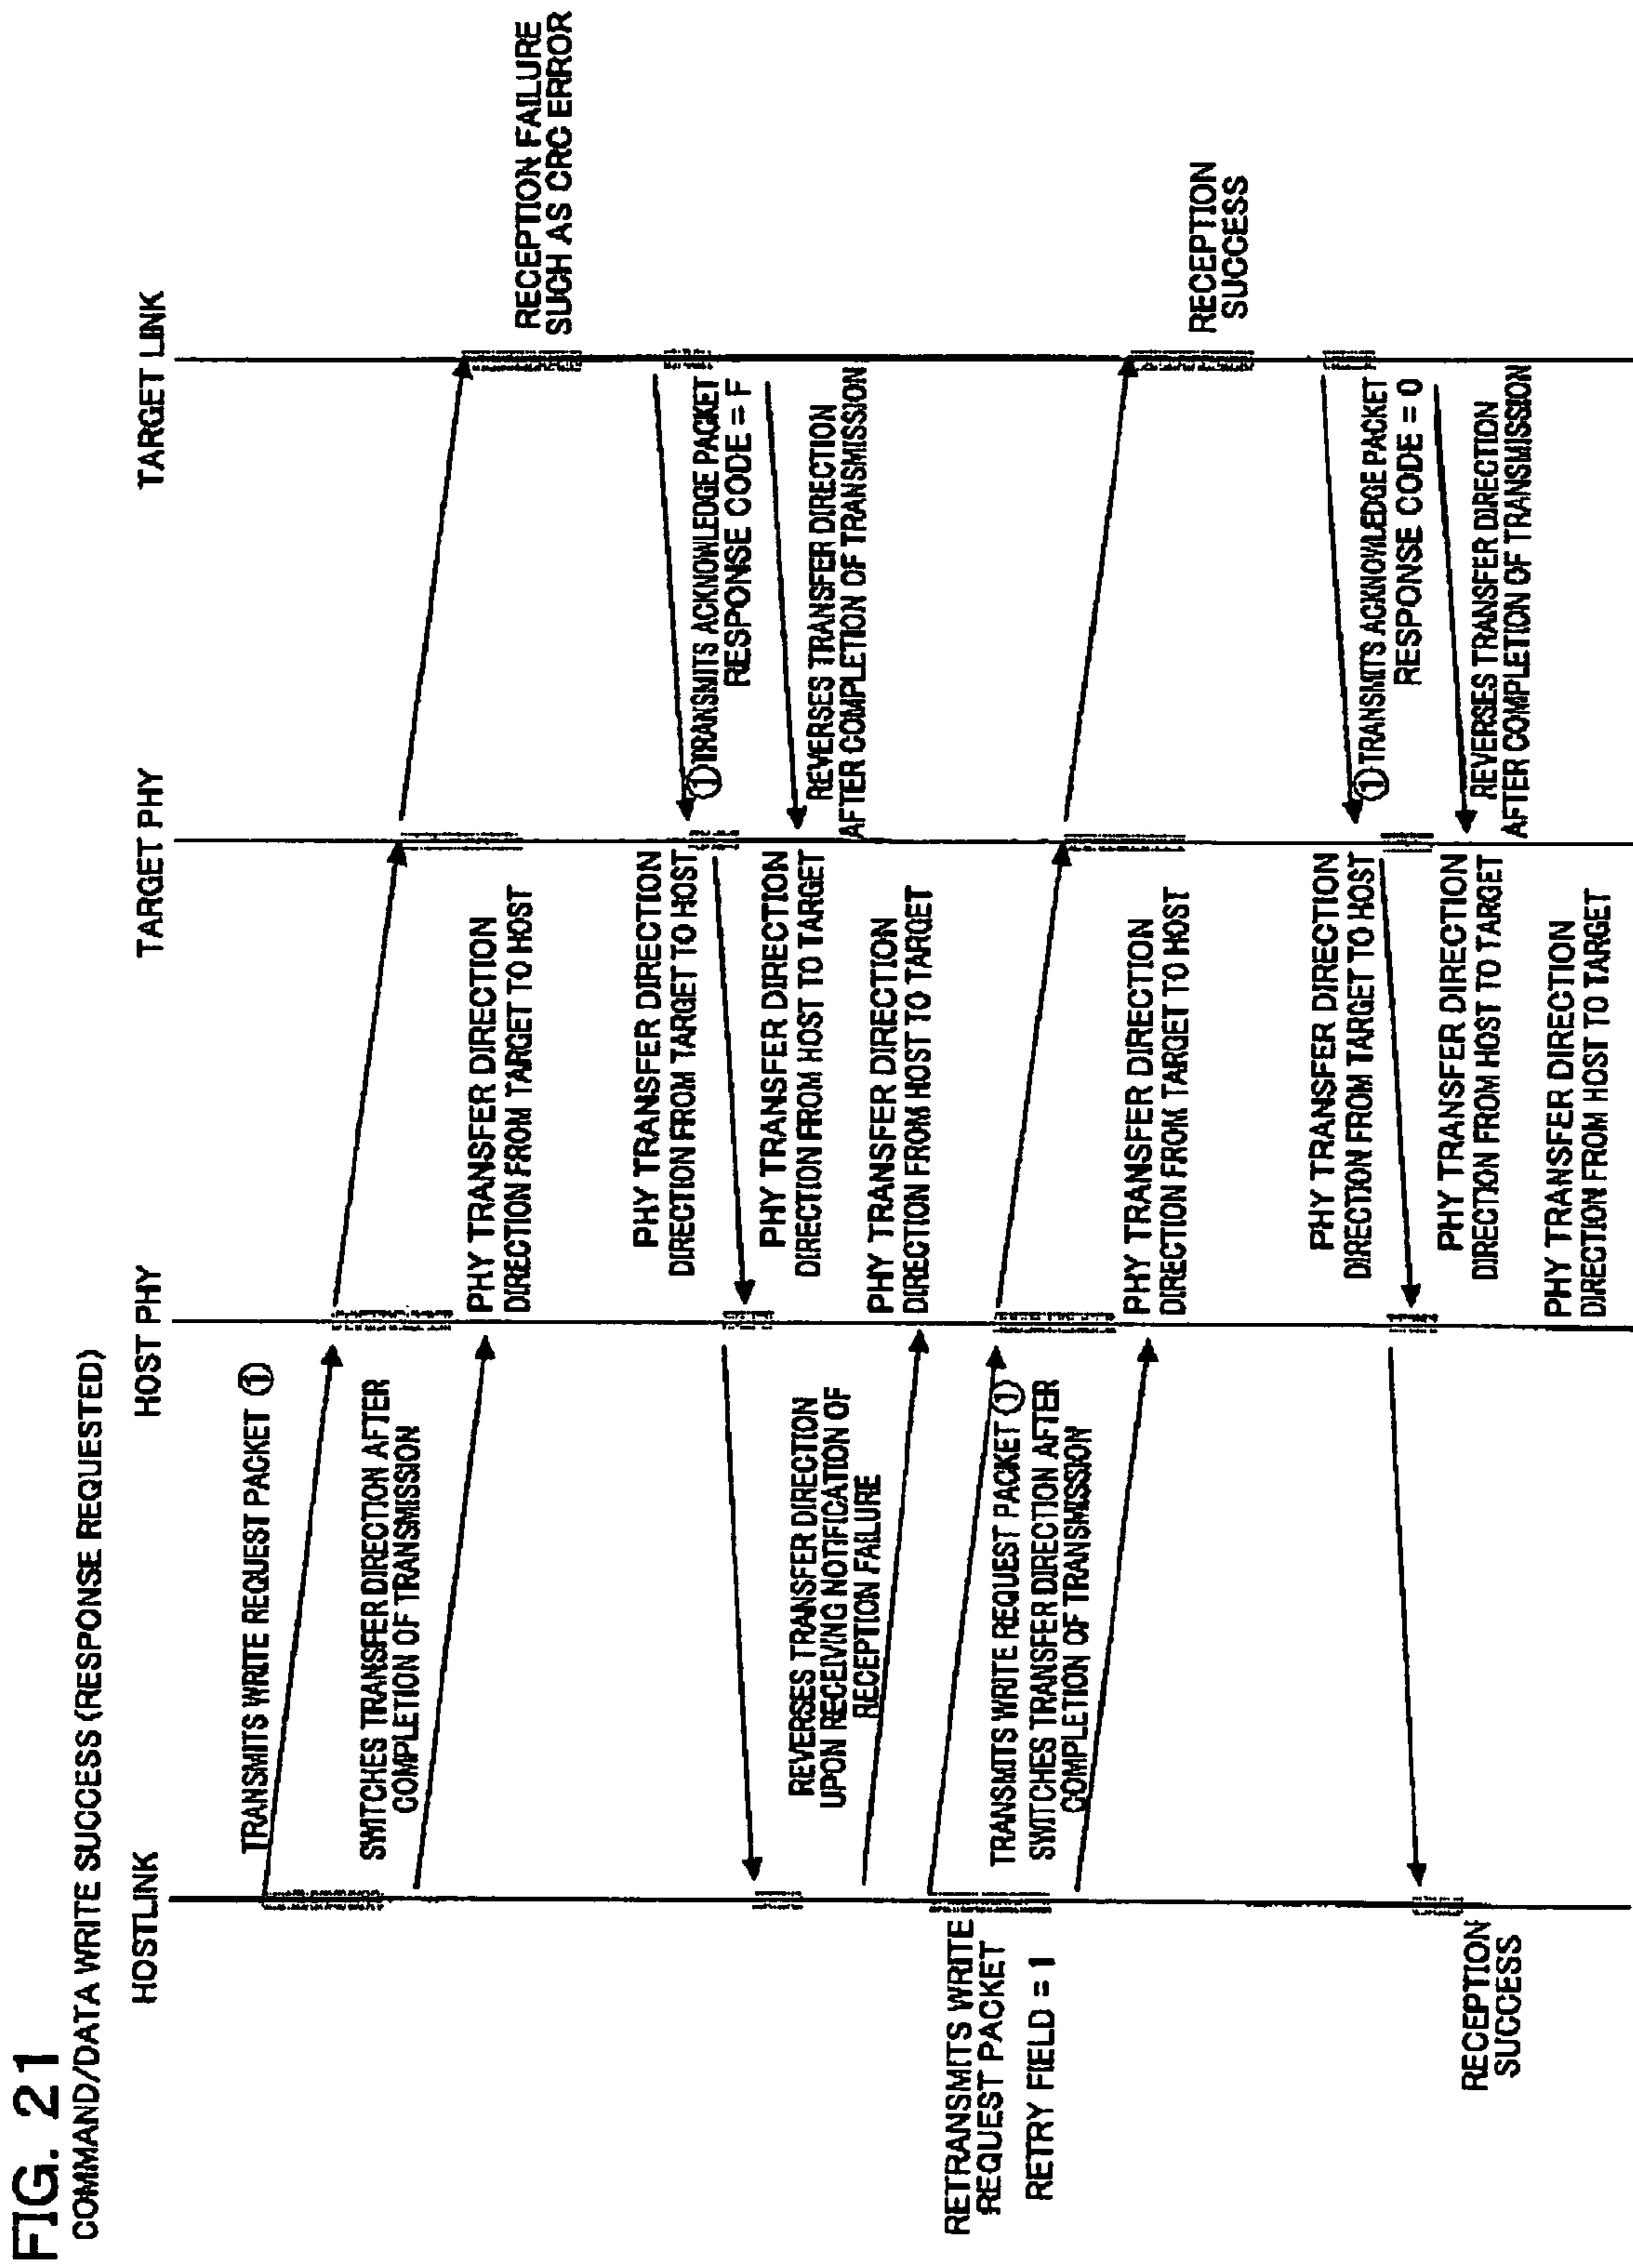 FIG. 21
COMMAND/DATA WRITE SUCCESS (RESPONSE REQUESTED)
HOSTLINK
HOST PHY
TARGET PHY
TARGET LINK
TRANSMITS WRITE REQUEST PACKET ①
SWITCHES TRANSFER DIRECTION AFTER
COMPLETION OF TRANSMISSION
PHY TRANSFER DIRECTION
DIRECTION FROM TARGET TO HOST
RECEPTION FAILURE
SUCH AS CRC ERROR
PHY TRANSFER DIRECTION
DIRECTION FROM TARGET TO HOST
①TRANSMITS ACKNOWLEDGE PACKET
RESPONSE CODE = F
PHY TRANSFER DIRECTION
DIRECTION FROM HOST TO TARGET
REVERSES TRANSFER DIRECTION
AFTER COMPLETION OF TRANSMISSION
REVERSES TRANSFER DIRECTION
UPON RECEIVING NOTIFICATION OF
RECEPTION FAILURE
PHY TRANSFER DIRECTION
DIRECTION FROM HOST TO TARGET
RETRANSMITS WRITE
REQUEST PACKET
RETRY FIELD = 1
TRANSMITS WRITE REQUEST PACKET ①
SWITCHES TRANSFER DIRECTION AFTER
COMPLETION OF TRANSMISSION
PHY TRANSFER DIRECTION
DIRECTION FROM TARGET TO HOST
RECEPTION
SUCCESS
PHY TRANSFER DIRECTION
DIRECTION FROM TARGET TO HOST
①TRANSMITS ACKNOWLEDGE PACKET
RESPONSE CODE = 0
PHY TRANSFER DIRECTION
DIRECTION FROM HOST TO TARGET
REVERSES TRANSFER DIRECTION
AFTER COMPLETION OF TRANSMISSION
RECEPTION
SUCCESS
PHY TRANSFER DIRECTION
DIRECTION FROM HOST TO TARGET